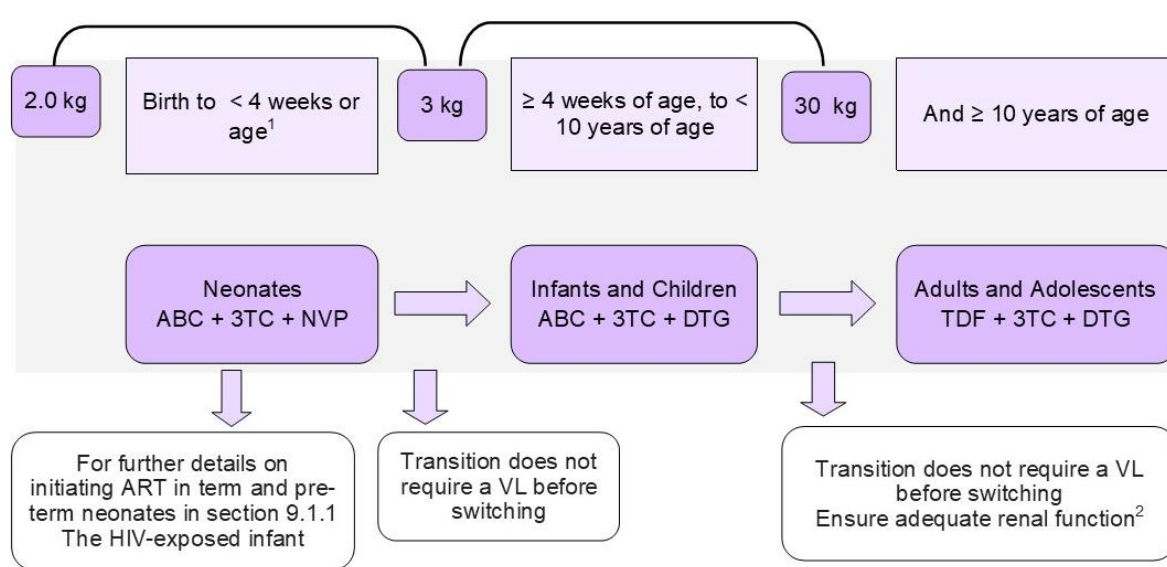 2.0 kg
Birth to < 4 weeks or
age¹
3 kg
≥ 4 weeks of age, to <
10 years of age
30 kg
And ≥ 10 years of age
Neonates
ABC + 3TC + NVP
Infants and Children
ABC + 3TC + DTG
Adults and Adolescents
TDF + 3TC + DTG
For further details on
initiating ART in term and pre-
term neonates in section 9.1.1
The HIV-exposed infant
Transition does not
require a VL before
switching
Transition does not require a VL
before switching
Ensure adequate renal function²